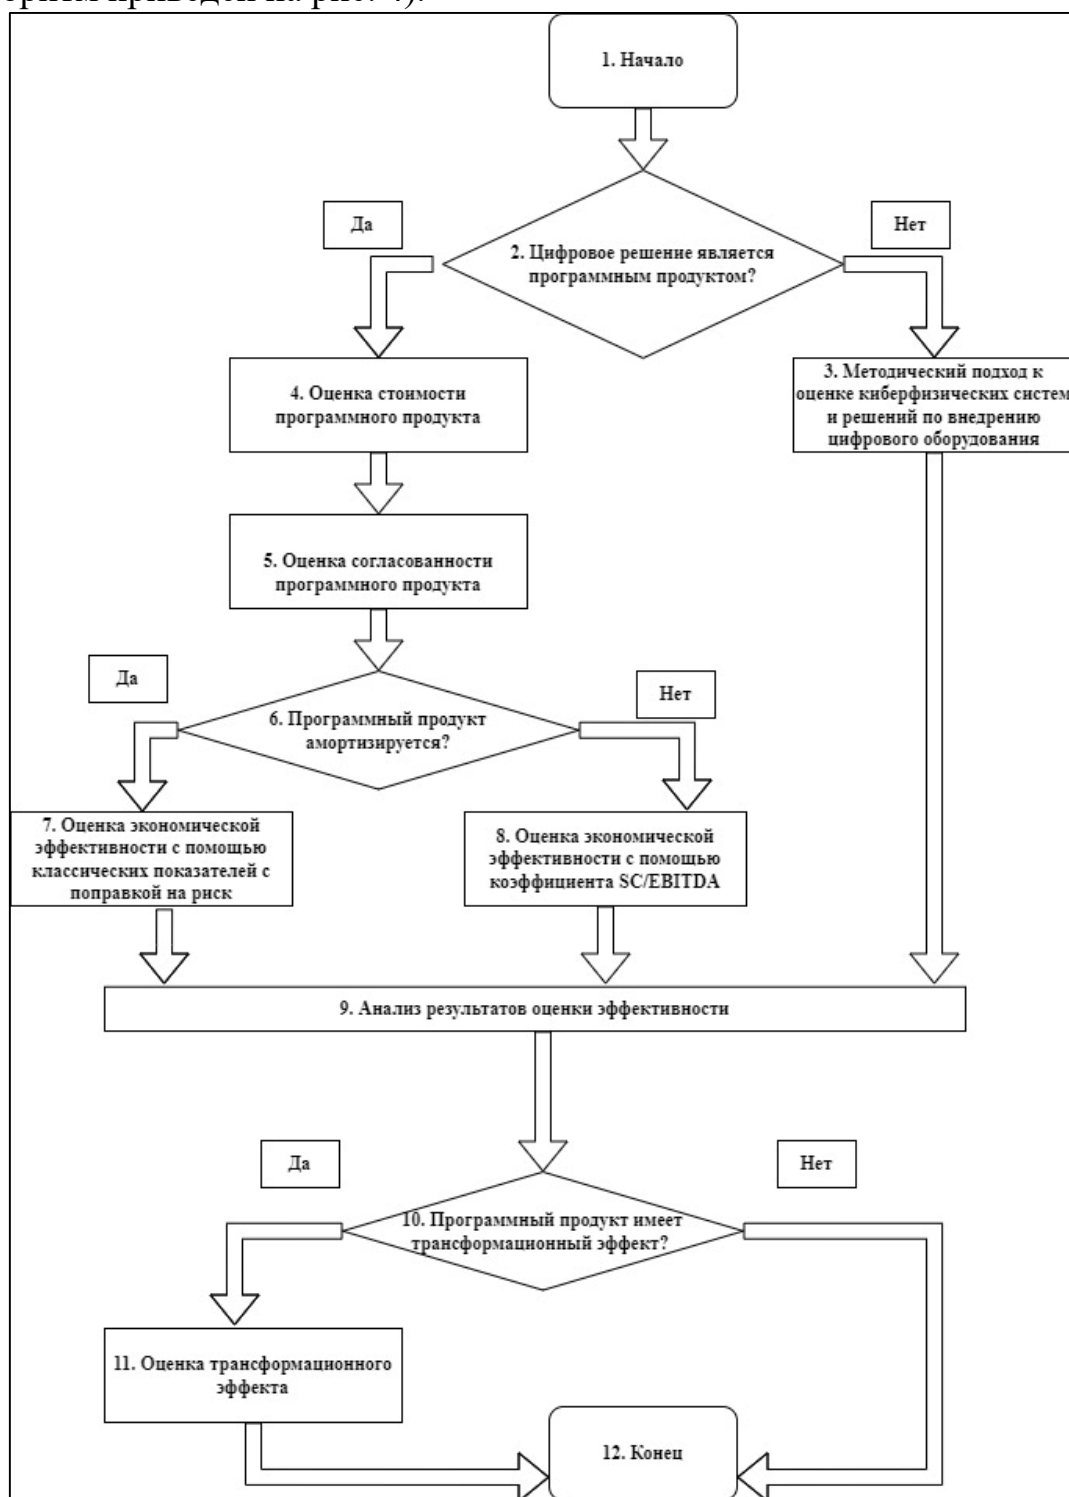 приведен на рис.
1. Начало
Да
Нет
2. Цифровое решение является
программным продуктом?
4. Оценка стоимости
программного продукта
3. Методический подход к
оценке киберфизических систем
и решений по внедрению
цифрового оборудования
5. Оценка согласованности
программного продукта
Да
Нет
6. Программный продукт
амортизируется?
7. Оценка экономической
эффективности с помощью
классических показателей с
поправкой на риск
8. Оценка экономической
эффективности с помощью
коэффициента SC/EBITDA
9. Анализ результатов оценки эффективности
Да
Нет
10. Программный продукт имеет
трансформационный эффект?
11. Оценка трансформационного
эффекта
12. Конец